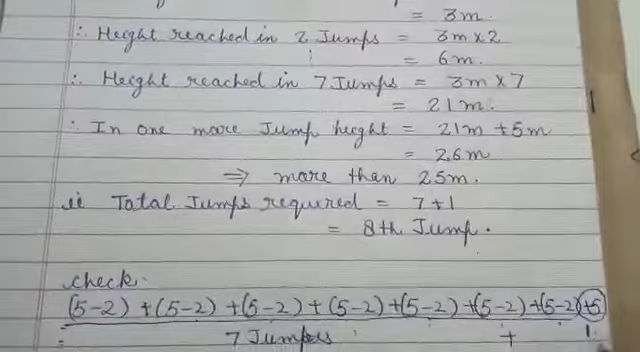 = 3m.
∴ Height reached in 2 Jumps = 3m × 2
= 6m.
∴ Height reached in 7 Jumps = 3m × 7
= 21m.
∴ In one more Jump height = 21m + 5m
= 26m
⇒ more than 25m.
ii Total Jumps required = 7+1
= 8th Jump.
check.
(5-2) + (5-2) + (5-2) + (5-2) + (5-2) + (5-2) + (5-2) +5
= 7 Jumps + 1.